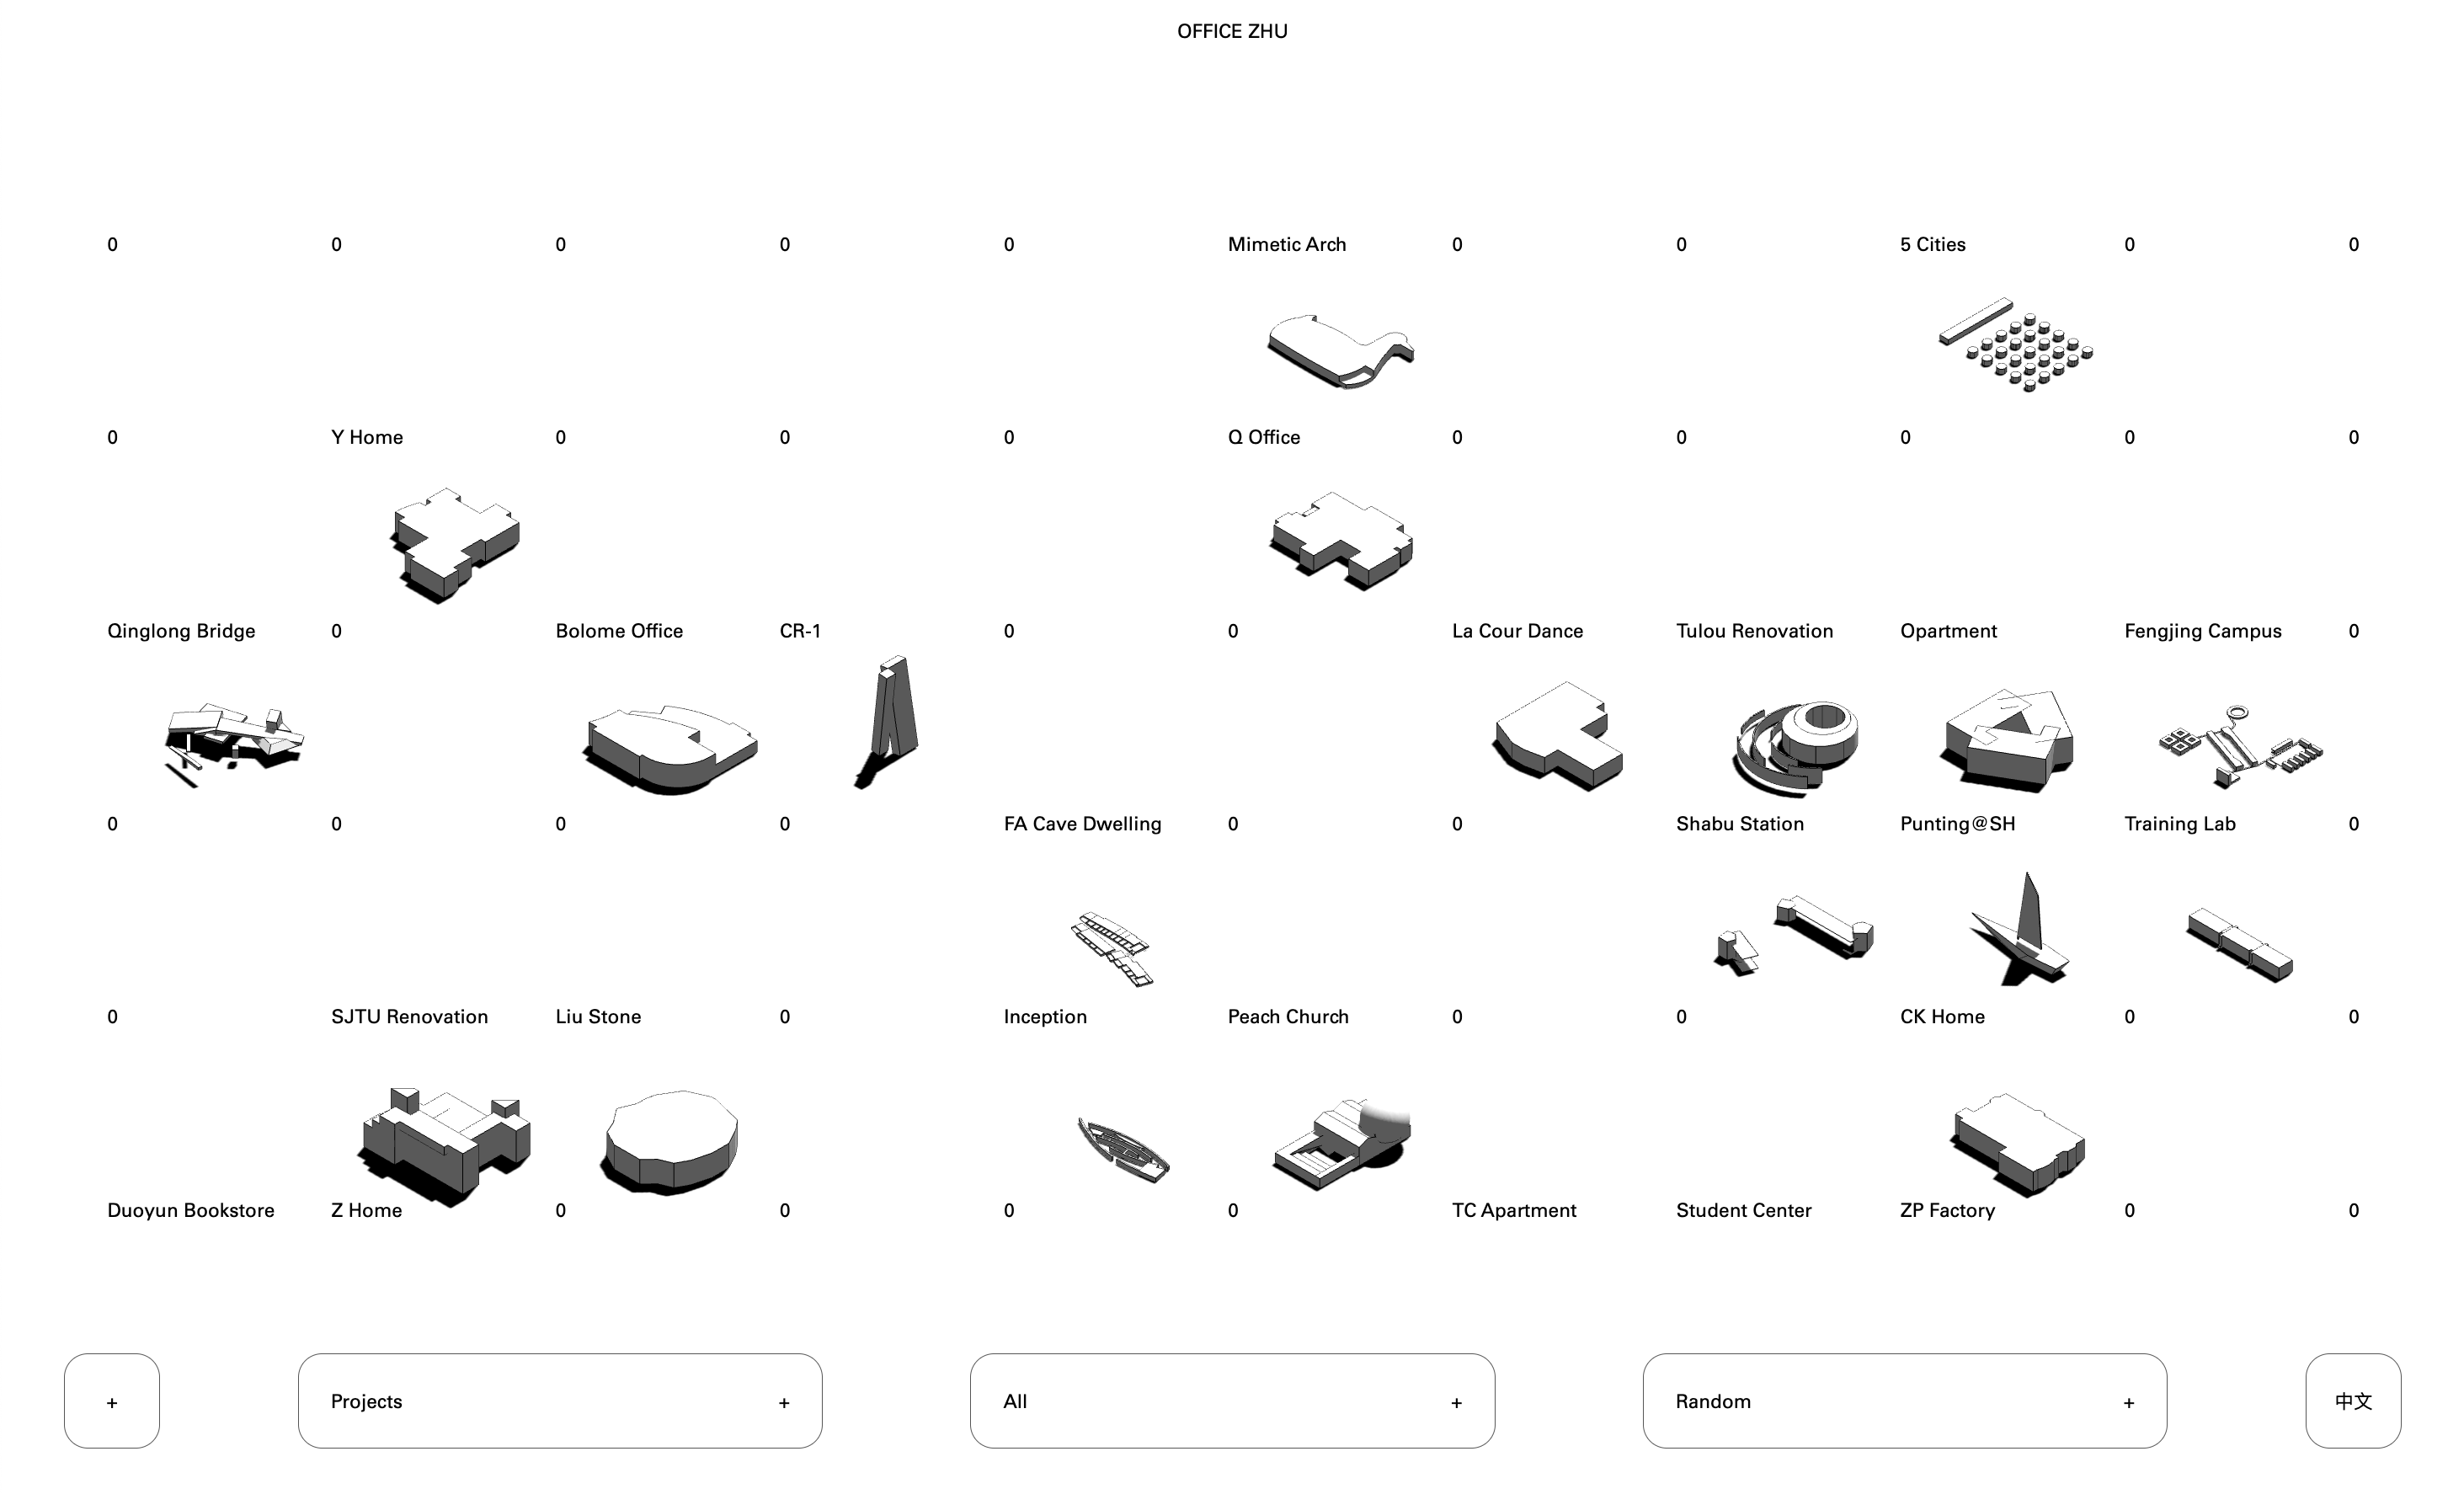 OFFICE ZHU
0 0 0 0 0 Mimetic Arch 0 0 5 Cities 0 0
0 Y Home 0 0 0 Q Office 0 0 0 0 0
Qinglong Bridge 0 Bolome Office CR-1 0 0 La Cour Dance Tulou Renovation Opartment Fengjing Campus 0
0 0 0 0 FA Cave Dwelling 0 0 Shabu Station Punting@SH Training Lab 0
0 SJTU Renovation Liu Stone 0 Inception Peach Church 0 0 CK Home 0 0
Duoyun Bookstore Z Home 0 0 0 0 TC Apartment Student Center ZP Factory 0 0
+ Projects + All + Random + 中文